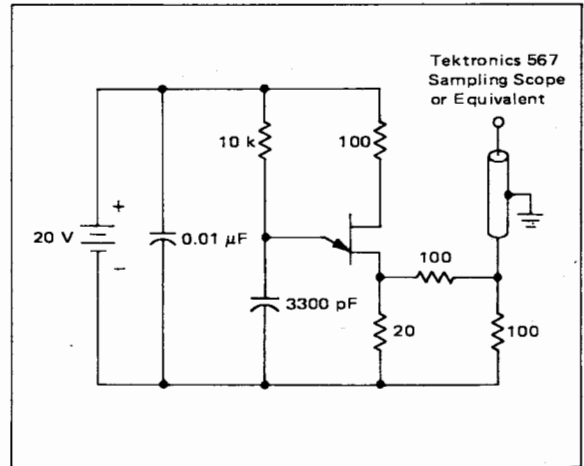 Tektronics 567
Sampling Scope
or Equivalent
10 k
100
+
20 V
−
0.01 μF
3300 pF
100
20
100